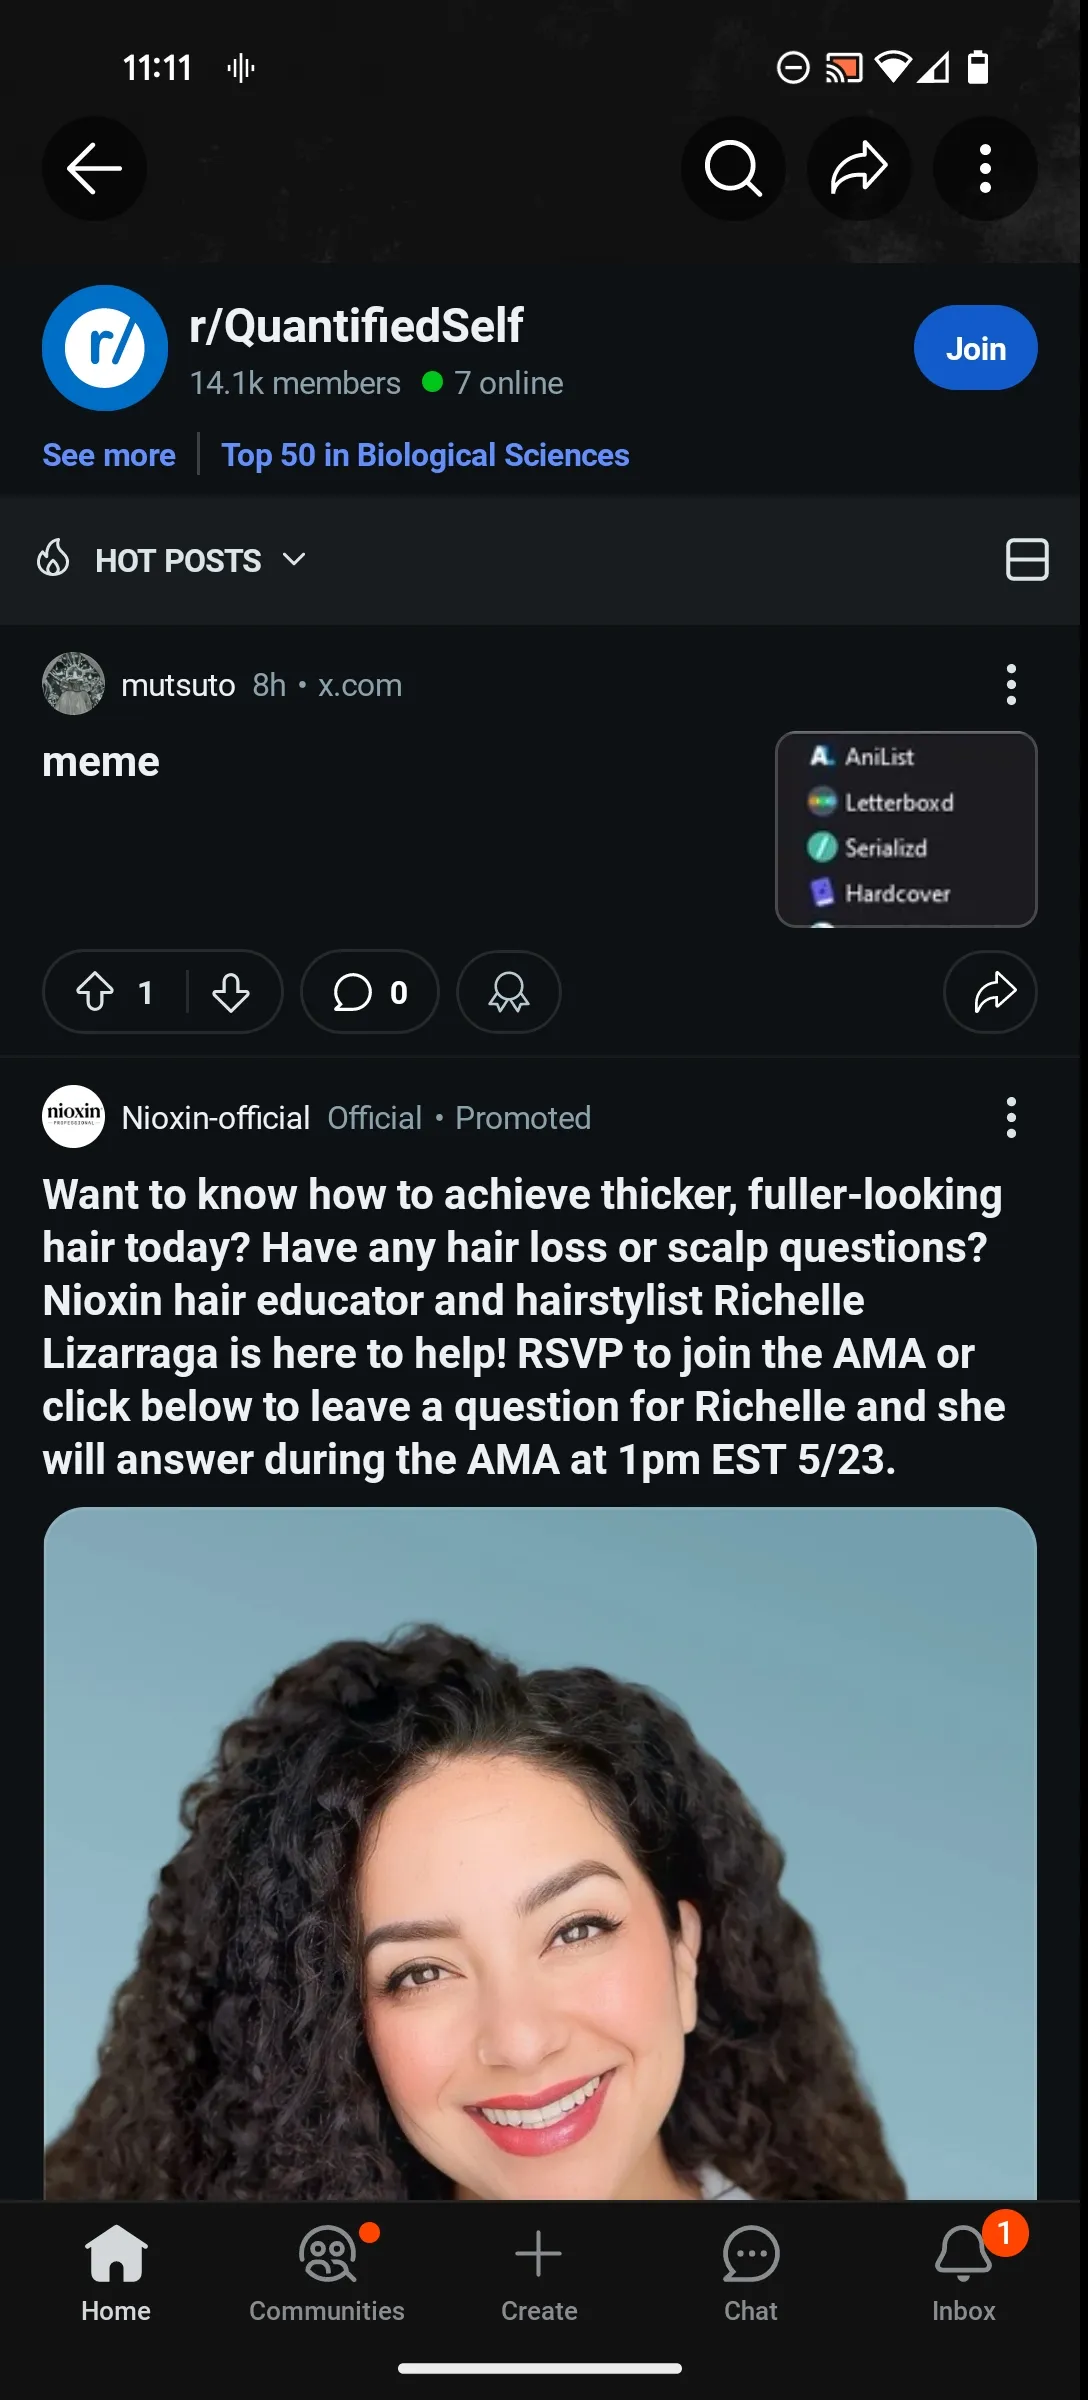 11:11
r/QuantifiedSelf
14.1k members 7 online
Join
See more Top 50 in Biological Sciences
HOT POSTS
mutsuto 8h • x.com
meme
AniList
Letterboxd
Serializd
Hardcover
1
0
nioxin
PROFESSIONAL
Nioxin-official Official • Promoted
Want to know how to achieve thicker, fuller-looking
hair today? Have any hair loss or scalp questions?
Nioxin hair educator and hairstylist Richelle
Lizarraga is here to help! RSVP to join the AMA or
click below to leave a question for Richelle and she
will answer during the AMA at 1pm EST 5/23.
1
Home
Communities
Create
Chat
Inbox